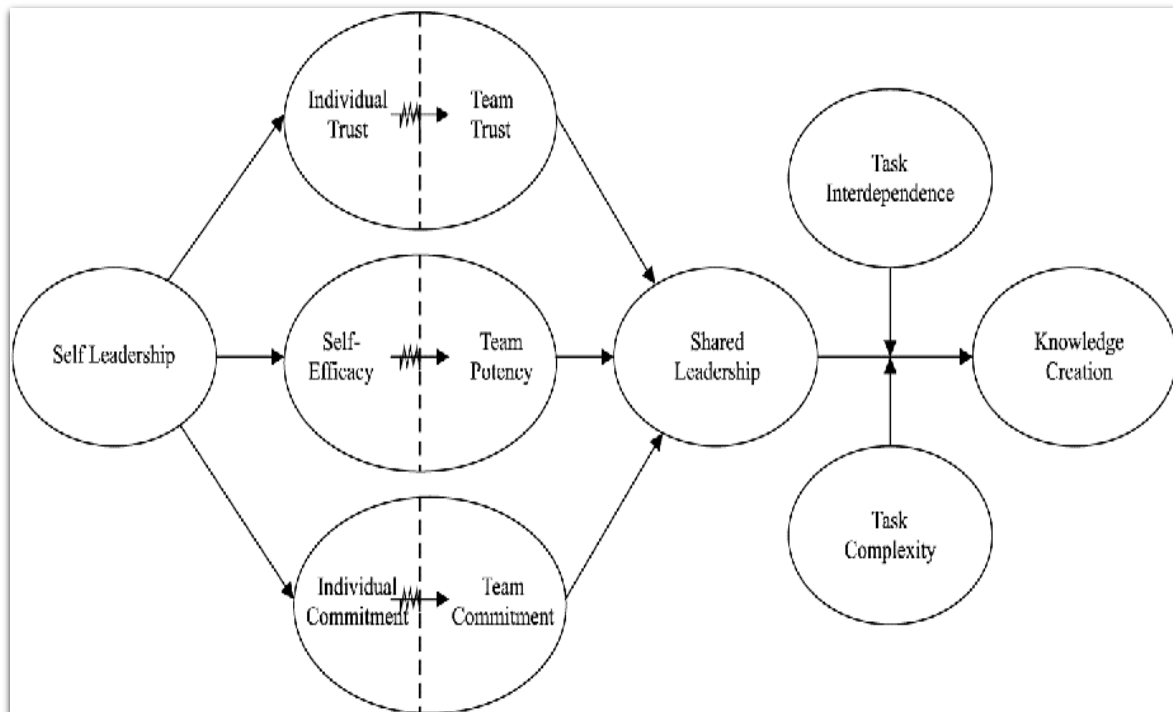 Individual
Trust
Team
Trust
Task
Interdependence
Self Leadership
Self-
Efficacy
Team
Potency
Shared
Leadership
Knowledge
Creation
Individual
Commitment
Team
Commitment
Task
Complexity